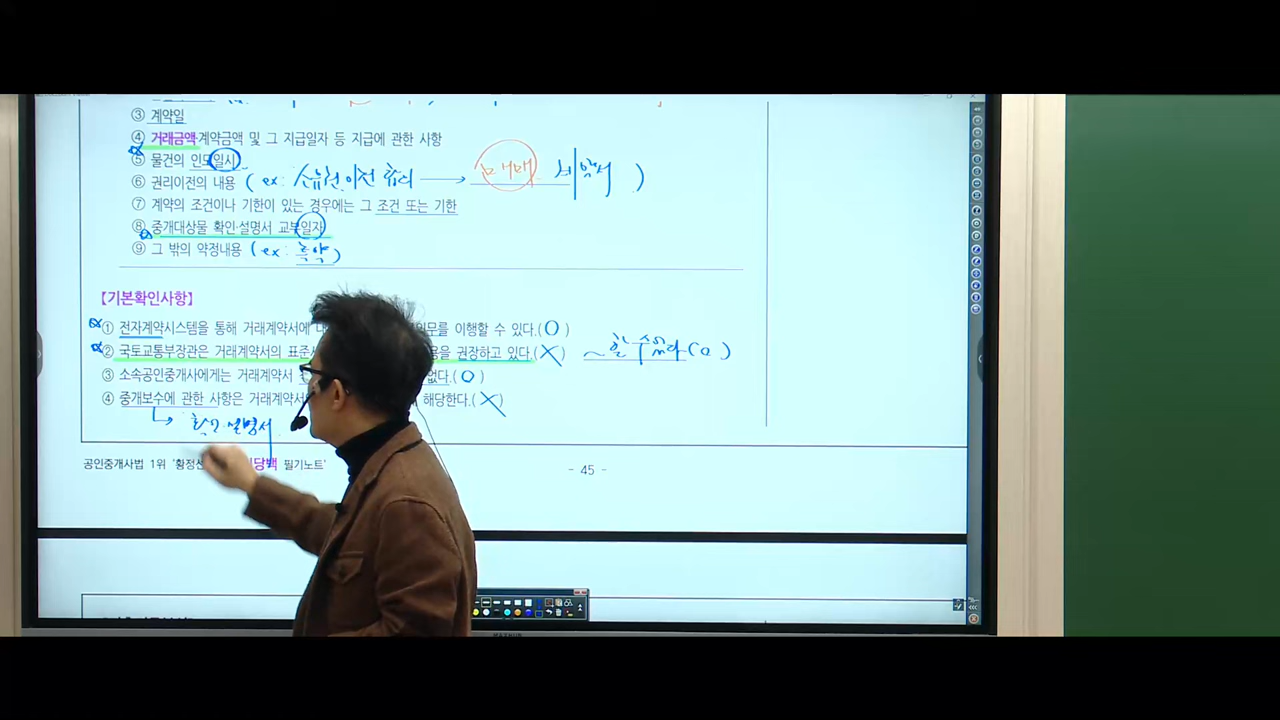 ③ 계약일
④ 거래금액·계약금액 및 그 지급일자 등 지급에 관한 사항
⑤ 물건의 인도일시
⑥ 권리이전의 내용 (ex: 소유권 이전 → 매매 계약서)
⑦ 계약의 조건이나 기한이 있는 경우에는 그 조건 또는 기한
⑧ 중개대상물 확인·설명서 교부일자
⑨ 그 밖의 약정내용 (ex: 특약)
【기본확인사항】
① 전자계약시스템을 통해 거래계약서에 를 이행할 수 있다.(O)
② 국토교통부장관은 거래계약서의 표준 을 권장하고 있다.(X) ~할 수 있다(O)
③ 소속공인중개사에게는 거래계약서 없다.(O)
④ 중개보수에 관한 사항은 거래계약서 해당한다.(X)
확인·설명서
공인중개사법 1위 '황정선 당백 필기노트'
- 45 -